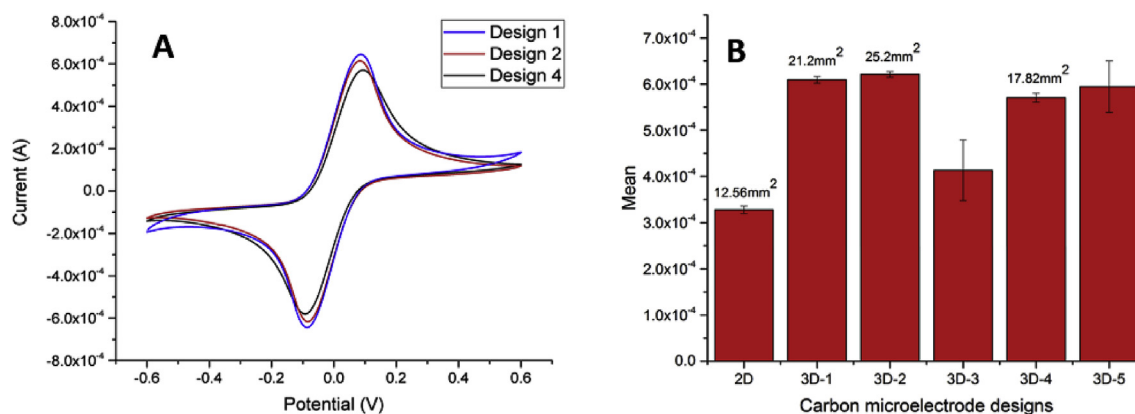 A
Design 1
Design 2
Design 4
8.0x10⁻⁴
6.0x10⁻⁴
4.0x10⁻⁴
2.0x10⁻⁴
0.0
-2.0x10⁻⁴
-4.0x10⁻⁴
-6.0x10⁻⁴
-8.0x10⁻⁴
Current (A)
-0.6 -0.4 -0.2 0.0 0.2 0.4 0.6
Potential (V)
B
7.0x10⁻⁴
6.0x10⁻⁴
5.0x10⁻⁴
4.0x10⁻⁴
3.0x10⁻⁴
2.0x10⁻⁴
1.0x10⁻⁴
0.0
Mean
12.56mm²
21.2mm²
25.2mm²
17.82mm²
2D 3D-1 3D-2 3D-3 3D-4 3D-5
Carbon microelectrode designs